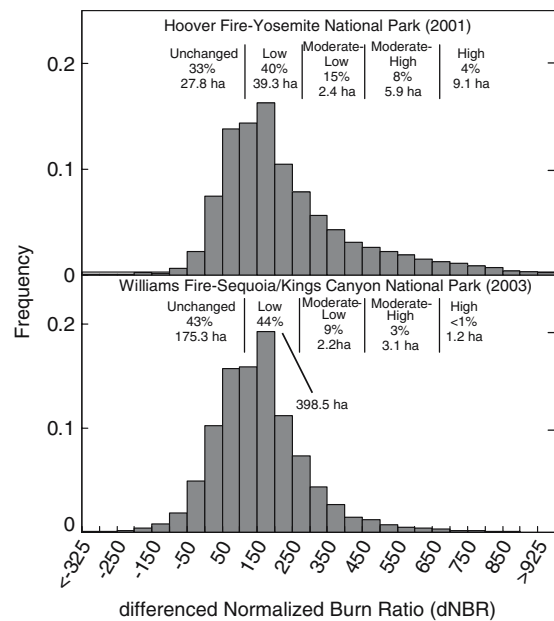 Hoover Fire-Yosemite National Park (2001)
Unchanged
33%
27.8 ha
Low
40%
39.3 ha
Moderate-
Low
15%
2.4 ha
Moderate-
High
8%
5.9 ha
High
4%
9.1 ha
0.2
0.1
0
Williams Fire-Sequoia/Kings Canyon National Park (2003)
Unchanged
43%
175.3 ha
Low
44%
398.5 ha
Moderate-
Low
9%
2.2ha
Moderate-
High
3%
3.1 ha
High
<1%
1.2 ha
0.2
0.1
0
Frequency
<-325
-250
-150
-50
50
150
250
350
450
550
650
750
850
>925
differenced Normalized Burn Ratio (dNBR)